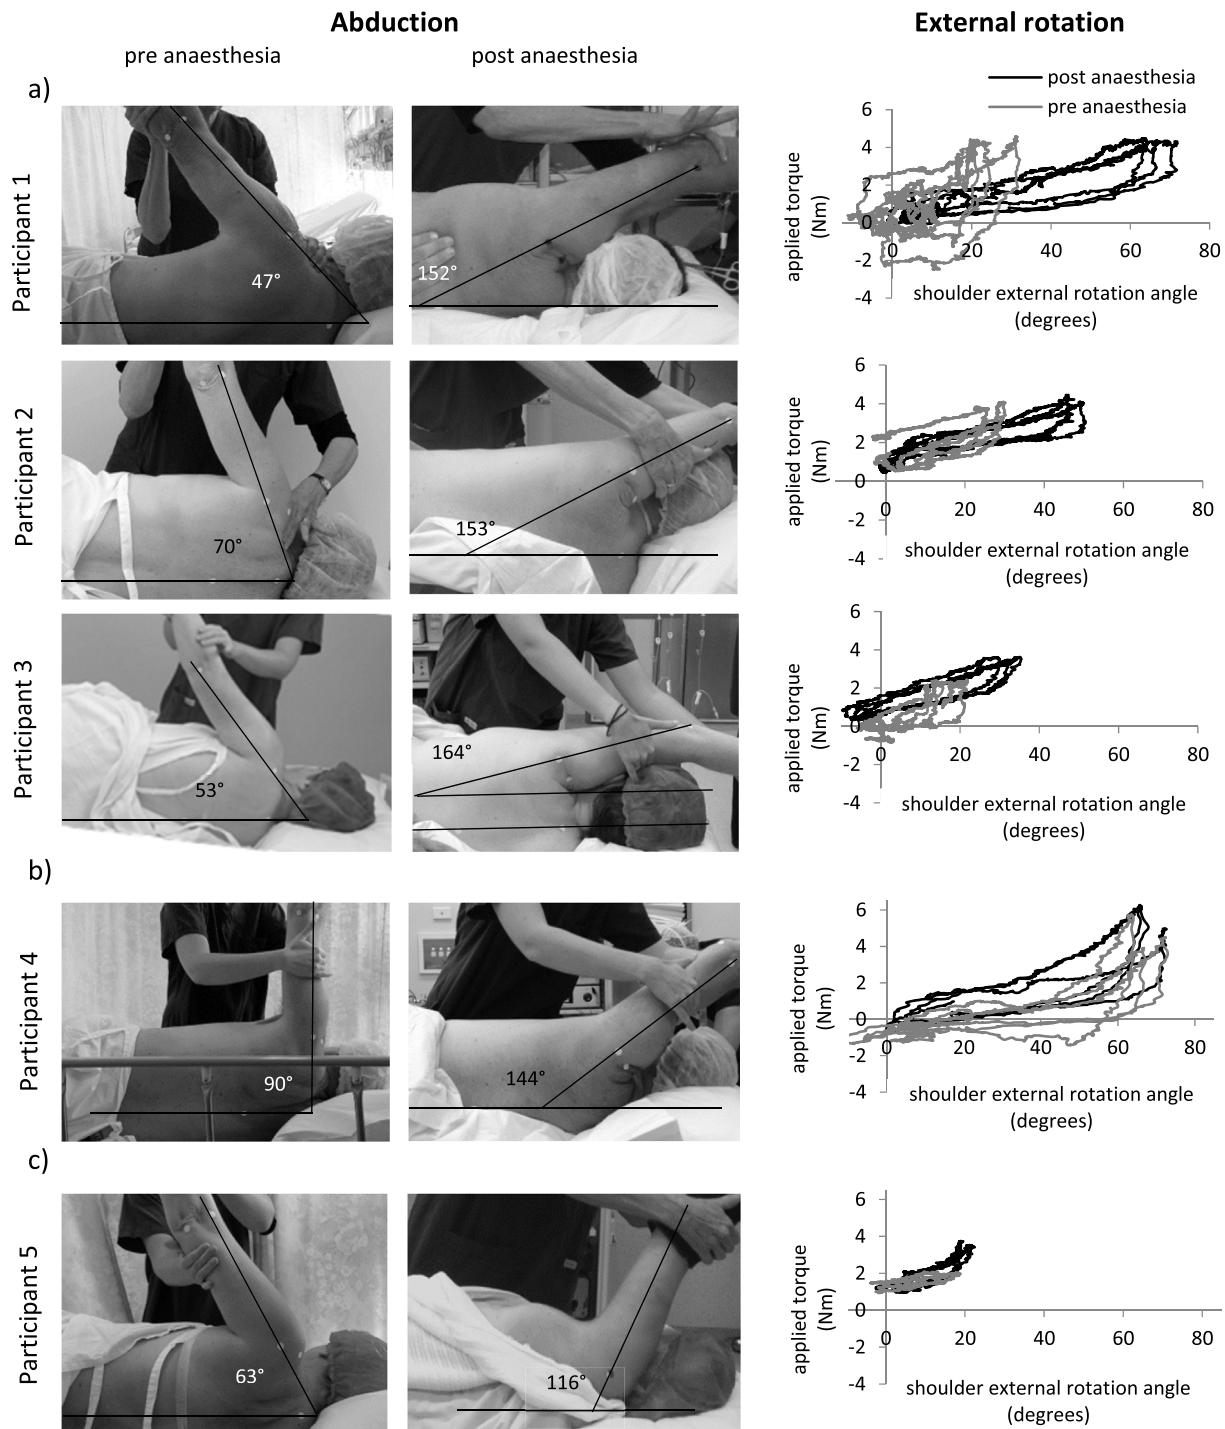 Abduction
External rotation
pre anaesthesia
post anaesthesia
a)
post anaesthesia
pre anaesthesia
Participant 1
47°
152°
applied torque
(Nm)
6
4
2
0
-2
-4
0
20
40
60
80
shoulder external rotation angle
(degrees)
Participant 2
70°
153°
applied torque
(Nm)
6
4
2
0
-2
-4
0
20
40
60
80
shoulder external rotation angle
(degrees)
Participant 3
53°
164°
applied torque
(Nm)
6
4
2
0
-2
-4
0
20
40
60
80
shoulder external rotation angle
(degrees)
b)
Participant 4
90°
144°
applied torque
(Nm)
6
4
2
0
-2
-4
0
20
40
60
80
shoulder external rotation angle
(degrees)
c)
Participant 5
63°
116°
applied torque
(Nm)
6
4
2
0
-2
-4
0
20
40
60
80
shoulder external rotation angle
(degrees)